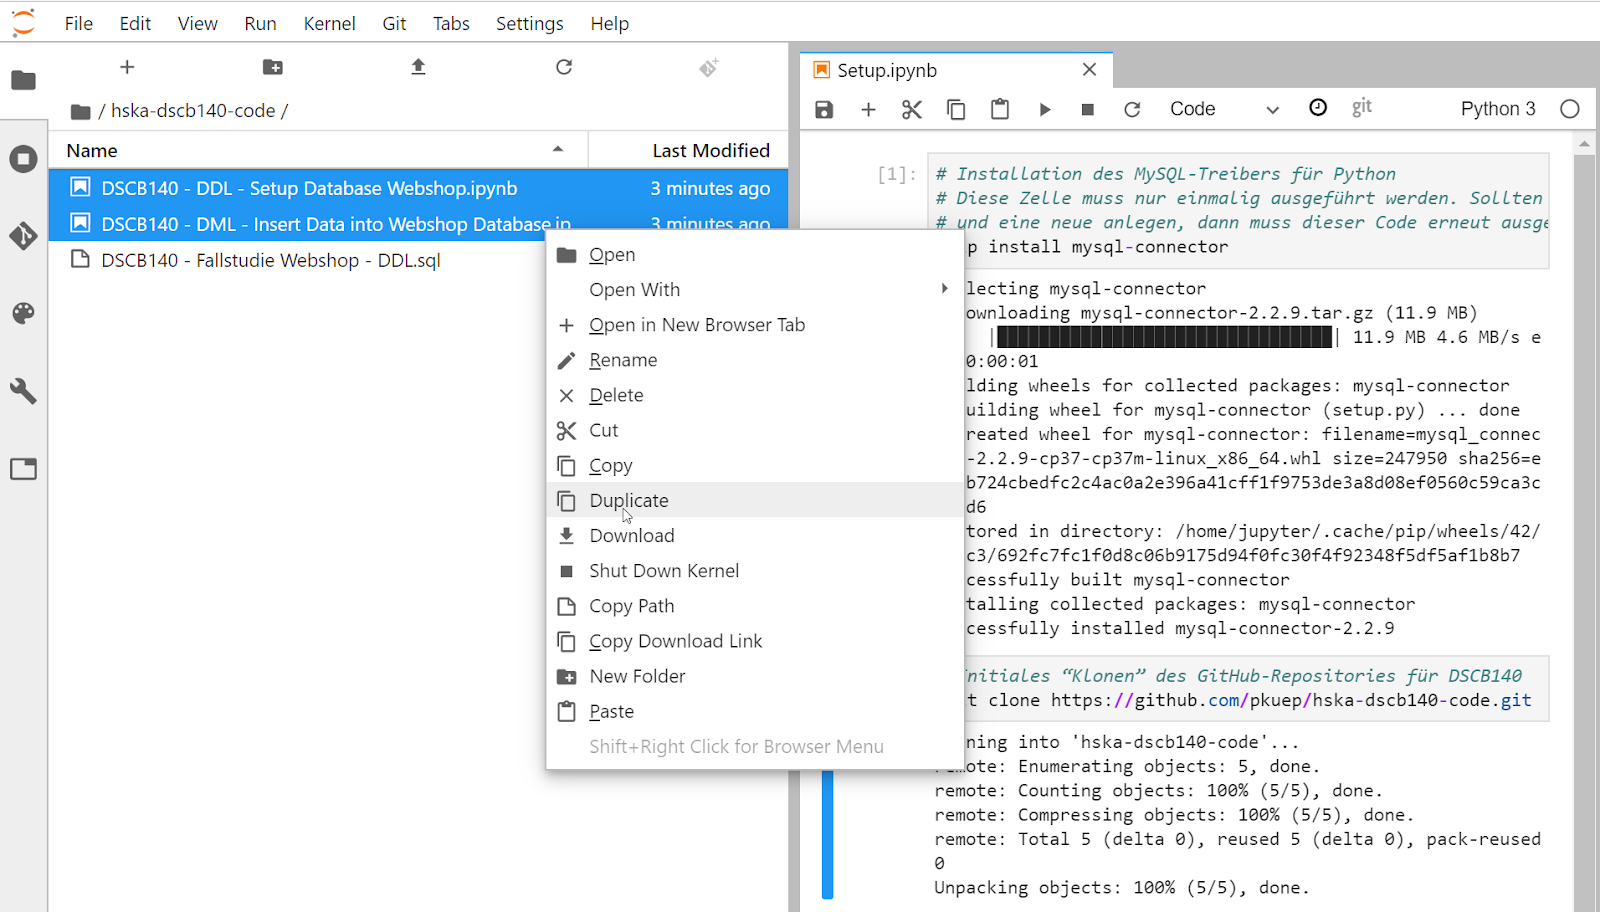 File Edit View Run Kernel Git Tabs Settings Help
/ hska-dscb140-code /
Name Last Modified
DSCB140 - DDL - Setup Database Webshop.ipynb 3 minutes ago
DSCB140 - DML - Insert Data into Webshop Database.ip 3 minutes ago
DSCB140 - Fallstudie Webshop - DDL.sql
Open
Open With
Open in New Browser Tab
Rename
Delete
Cut
Copy
Duplicate
Download
Shut Down Kernel
Copy Path
Copy Download Link
New Folder
Paste
Shift+Right Click for Browser Menu
Setup.ipynb
Code git Python 3
[1]: # Installation des MySQL-Treibers für Python
# Diese Zelle muss nur einmalig ausgeführt werden. Sollten
# und eine neue anlegen, dann muss dieser Code erneut ausge
p install mysql-connector
lecting mysql-connector
ownloading mysql-connector-2.2.9.tar.gz (11.9 MB)
| | 11.9 MB 4.6 MB/s e
0:00:01
lding wheels for collected packages: mysql-connector
uilding wheel for mysql-connector (setup.py) ... done
reated wheel for mysql-connector: filename=mysql_connec
-2.2.9-cp37-cp37m-linux_x86_64.whl size=247950 sha256=e
b724cbedfc2c4ac0a2e396a41cff1f9753de3a8d08ef0560c59ca3c
d6
tored in directory: /home/jupyter/.cache/pip/wheels/42/
c3/692fc7fc1f0d8c06b9175d94f0fc30f4f92348f5df5af1b8b7
cessfully built mysql-connector
talling collected packages: mysql-connector
cessfully installed mysql-connector-2.2.9
nitiales “Klonen” des GitHub-Repositories für DSCB140
t clone https://github.com/pkuep/hska-dscb140-code.git
ning into 'hska-dscb140-code'...
remote: Enumerating objects: 5, done.
remote: Counting objects: 100% (5/5), done.
remote: Compressing objects: 100% (5/5), done.
remote: Total 5 (delta 0), reused 5 (delta 0), pack-reused
0
Unpacking objects: 100% (5/5), done.